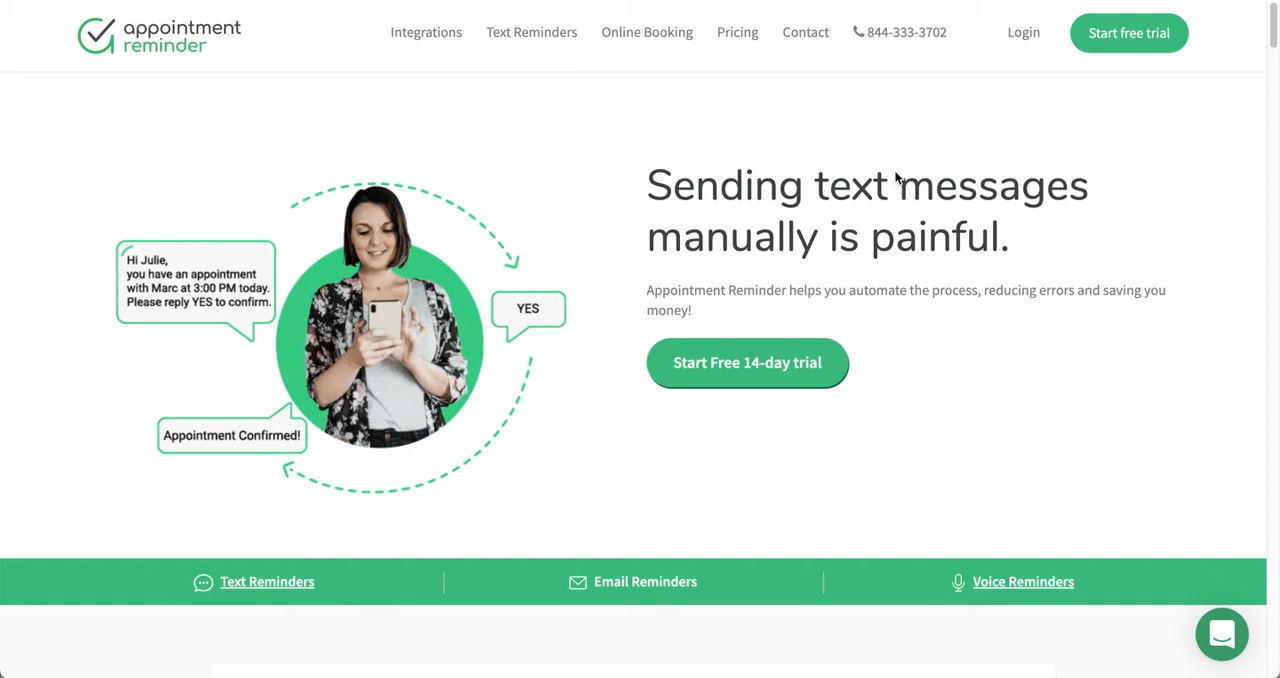 appointment
reminder
Integrations
Text Reminders
Online Booking
Pricing
Contact
844-333-3702
Login
Start free trial
Hi Julie,
you have an appointment
with Marc at 3:00 PM today.
Please reply YES to confirm.
YES
Appointment Confirmed!
Sending text messages
manually is painful.
Appointment Reminder helps you automate the process, reducing errors and saving you
money!
Start Free 14-day trial
Text Reminders
Email Reminders
Voice Reminders